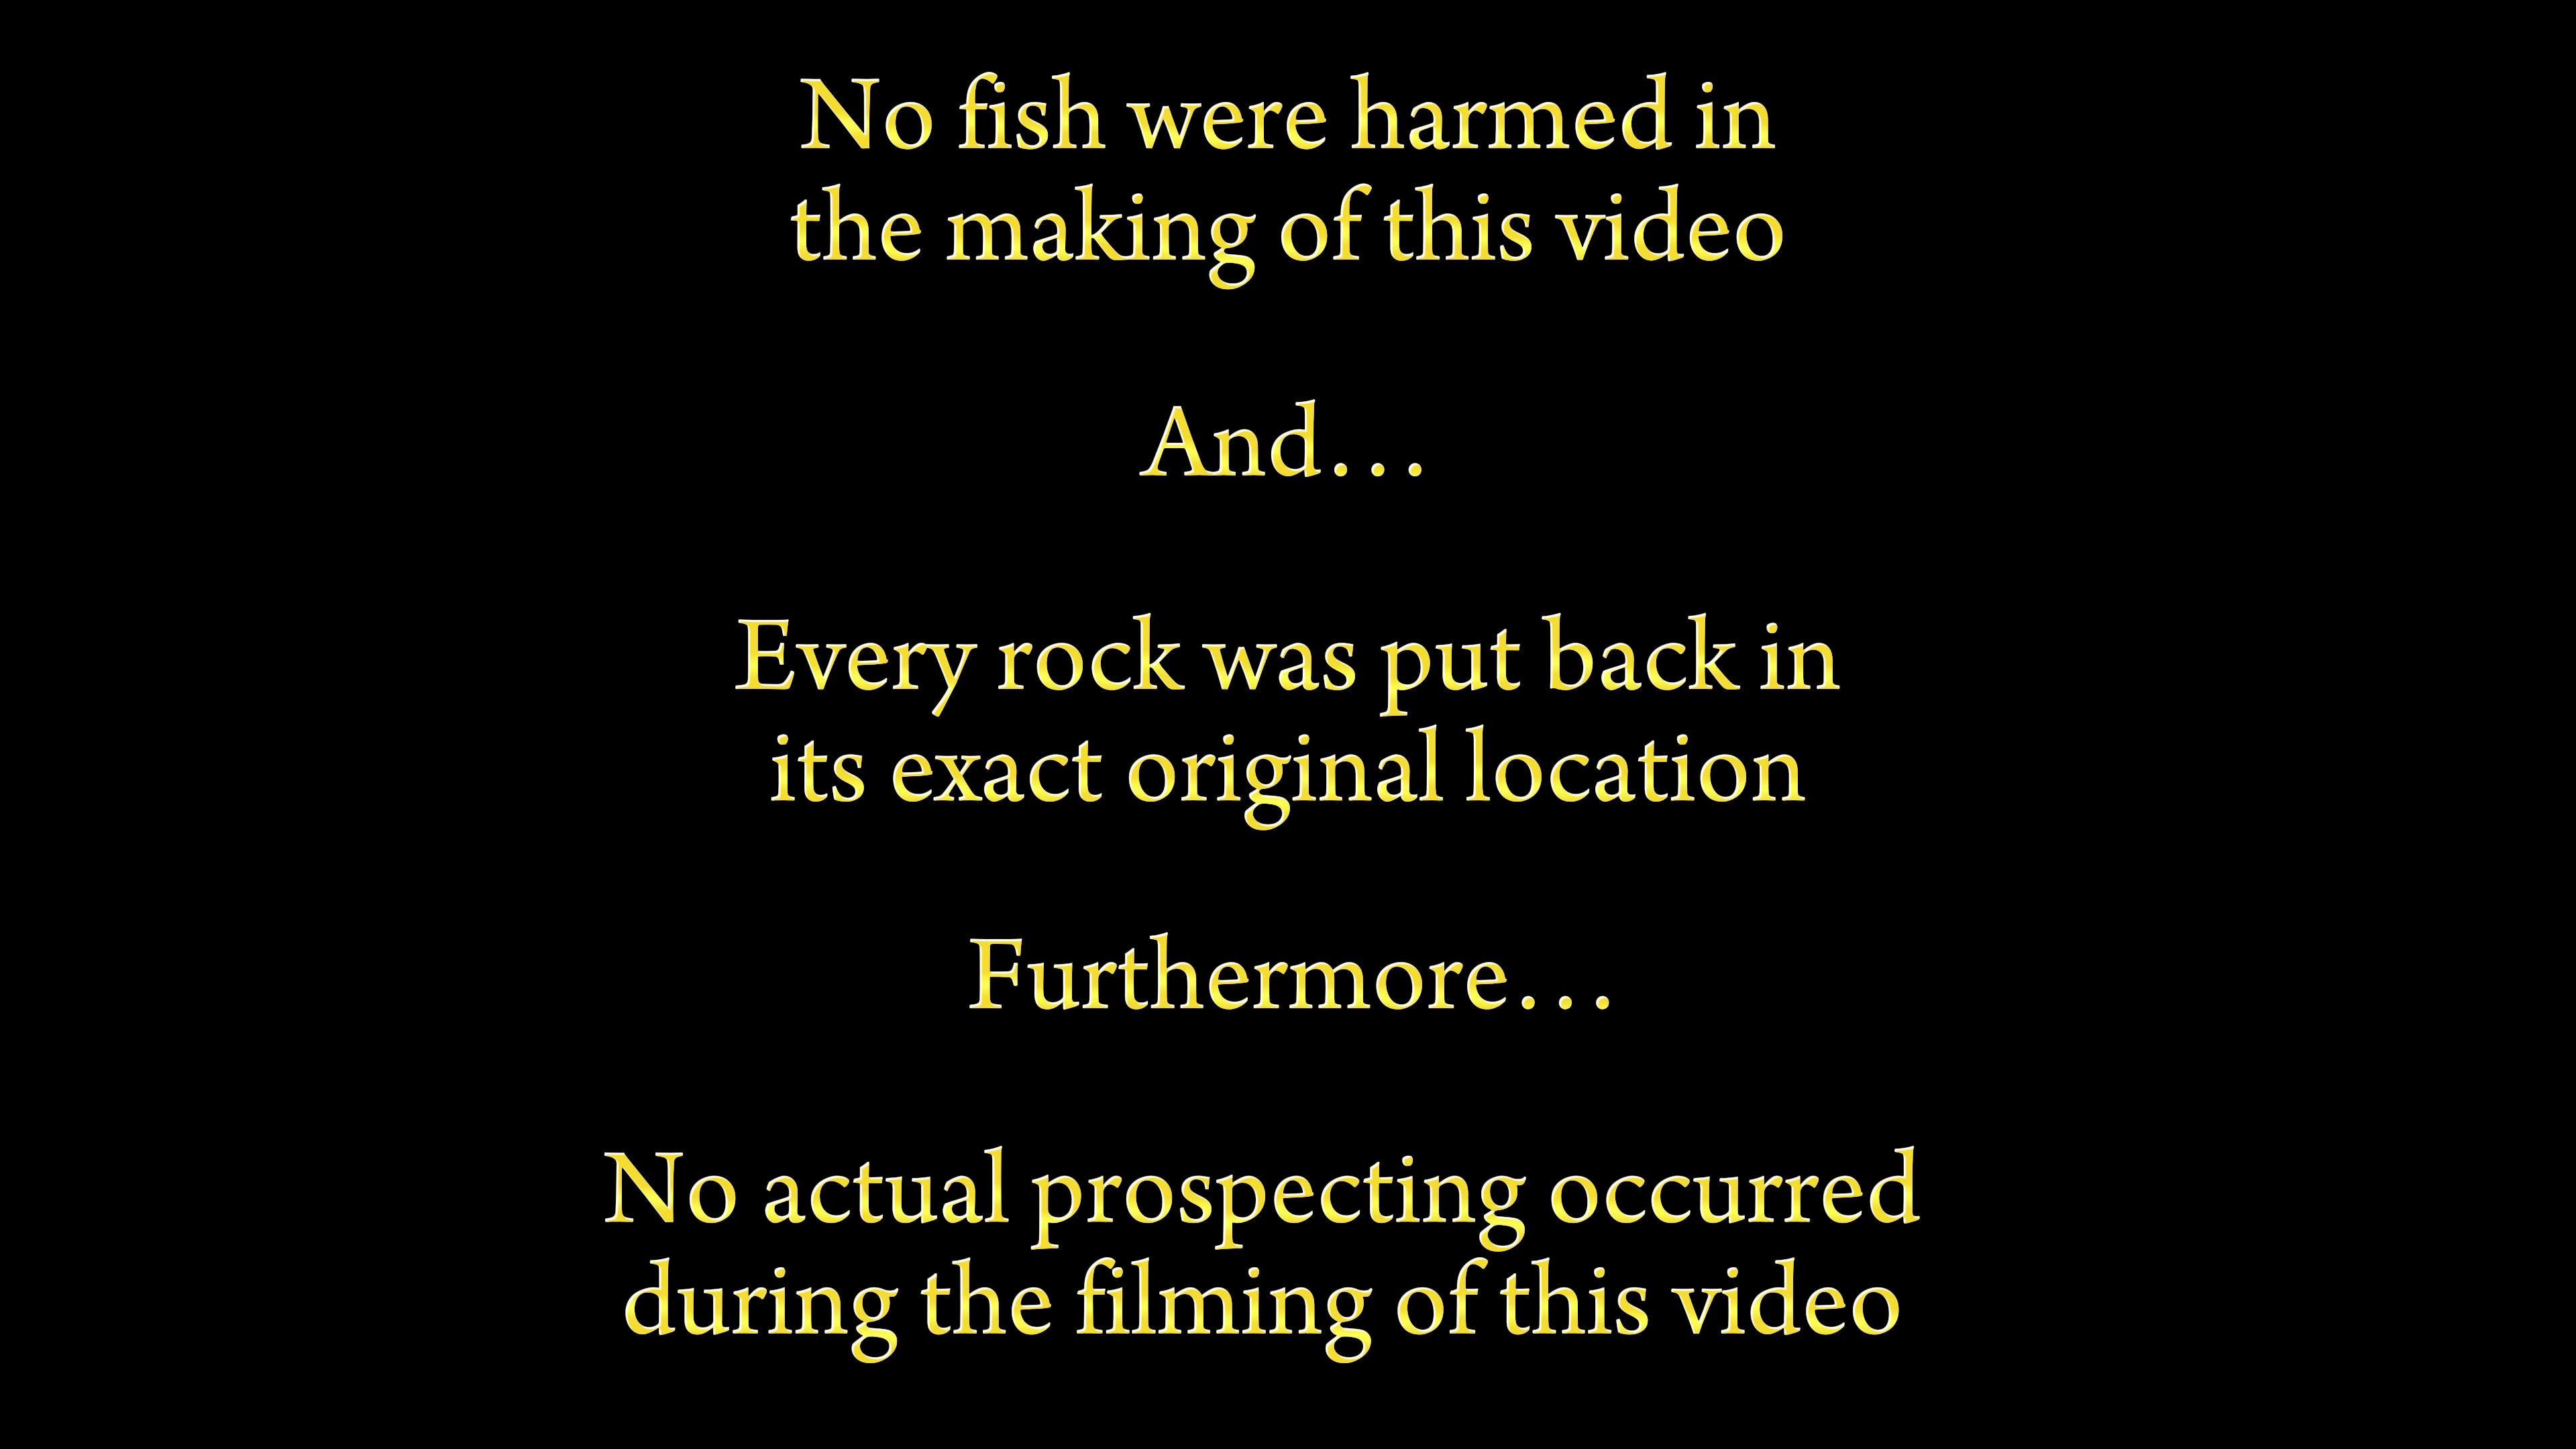 No fish were harmed in
the making of this video
And…
Every rock was put back in
its exact original location
Furthermore…
No actual prospecting occurred
during the filming of this video